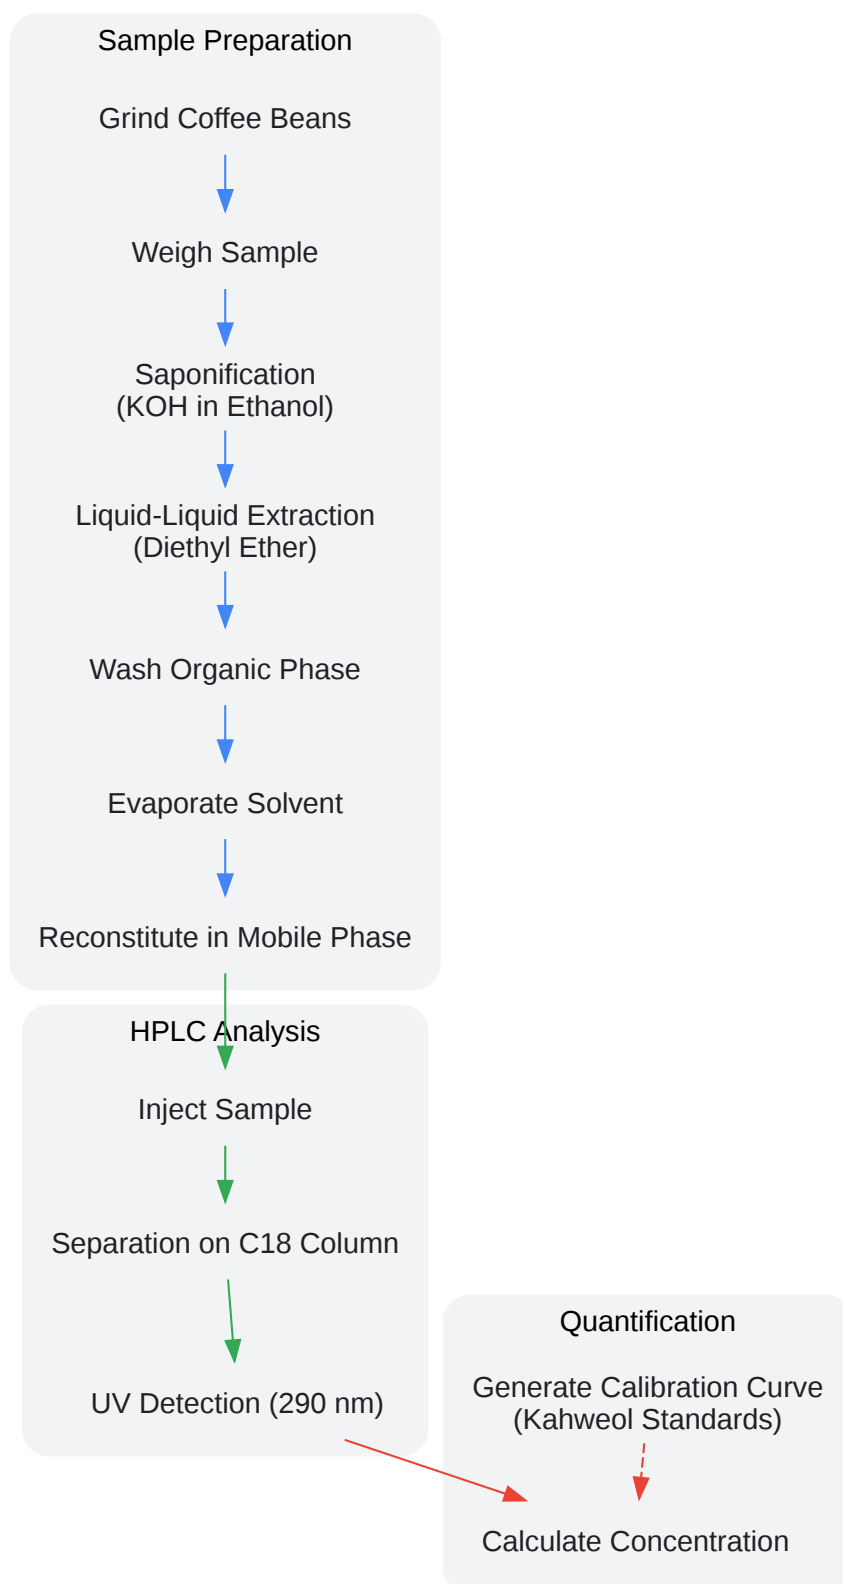 Sample Preparation
Grind Coffee Beans
Weigh Sample
Saponification
(KOH in Ethanol)
Liquid-Liquid Extraction
(Diethyl Ether)
Wash Organic Phase
Evaporate Solvent
Reconstitute in Mobile Phase
HPLC Analysis
Inject Sample
Separation on C18 Column
UV Detection (290 nm)
Quantification
Generate Calibration Curve
(Kahweol Standards)
Calculate Concentration